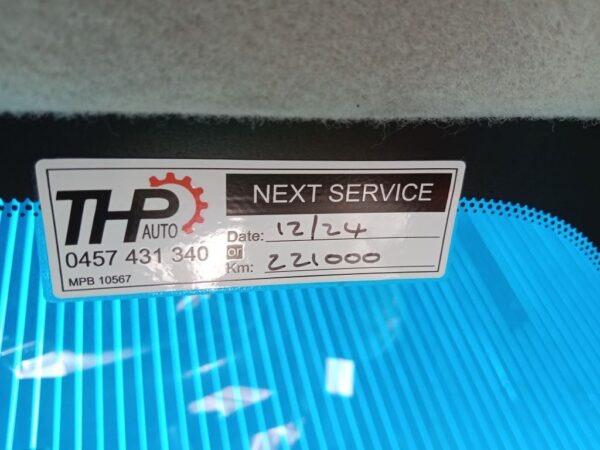 THP AUTO
0457 431 340
MPB 10567
NEXT SERVICE
Date: 12/24
or
Km: 221000